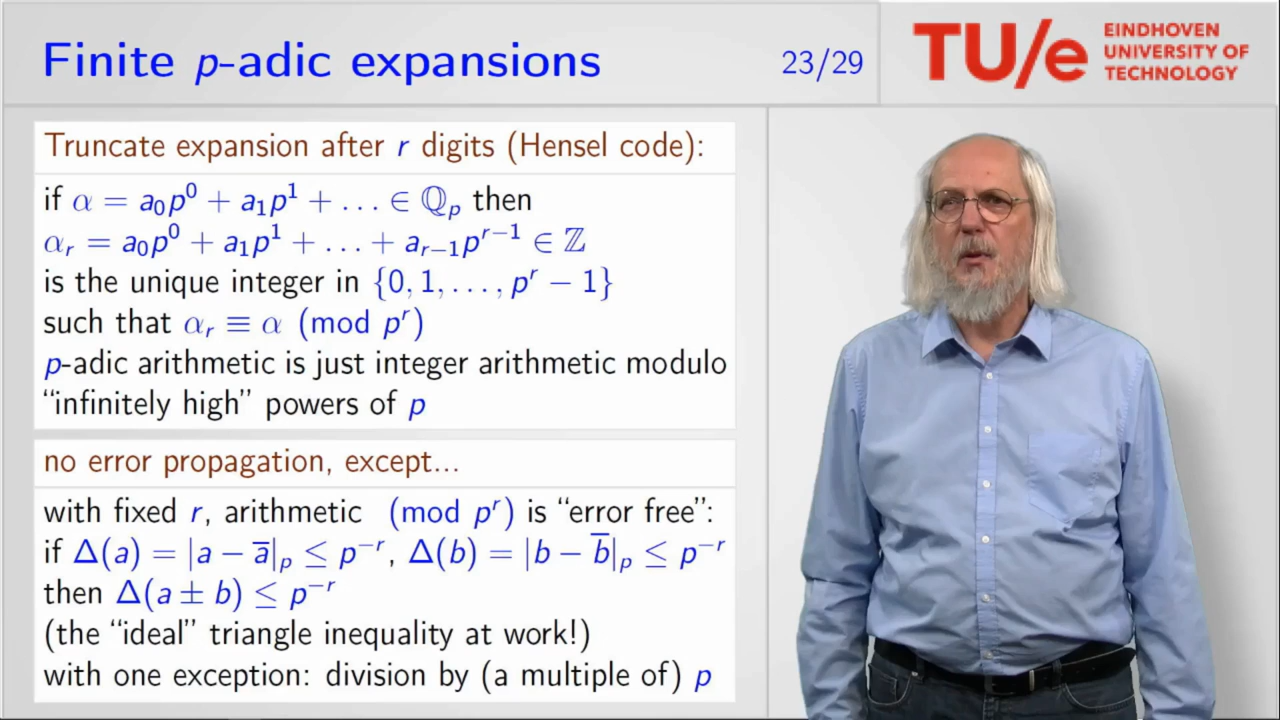 Finite p-adic expansions
23/29
TU/e
EINDHOVEN
UNIVERSITY OF
TECHNOLOGY
Truncate expansion after r digits (Hensel code):
if α = a₀p⁰ + a₁p¹ + … ∈ ℚₚ then
αᵣ = a₀p⁰ + a₁p¹ + … + aᵣ₋₁pʳ⁻¹ ∈ ℤ
is the unique integer in {0, 1, …, pʳ − 1}
such that αᵣ ≡ α (mod pʳ)
p-adic arithmetic is just integer arithmetic modulo
“infinitely high” powers of p
no error propagation, except...
with fixed r, arithmetic (mod pʳ) is “error free”:
if Δ(a) = |a − a̅|ₚ ≤ p⁻ʳ, Δ(b) = |b − b̅|ₚ ≤ p⁻ʳ
then Δ(a ± b) ≤ p⁻ʳ
(the “ideal” triangle inequality at work!)
with one exception: division by (a multiple of) p